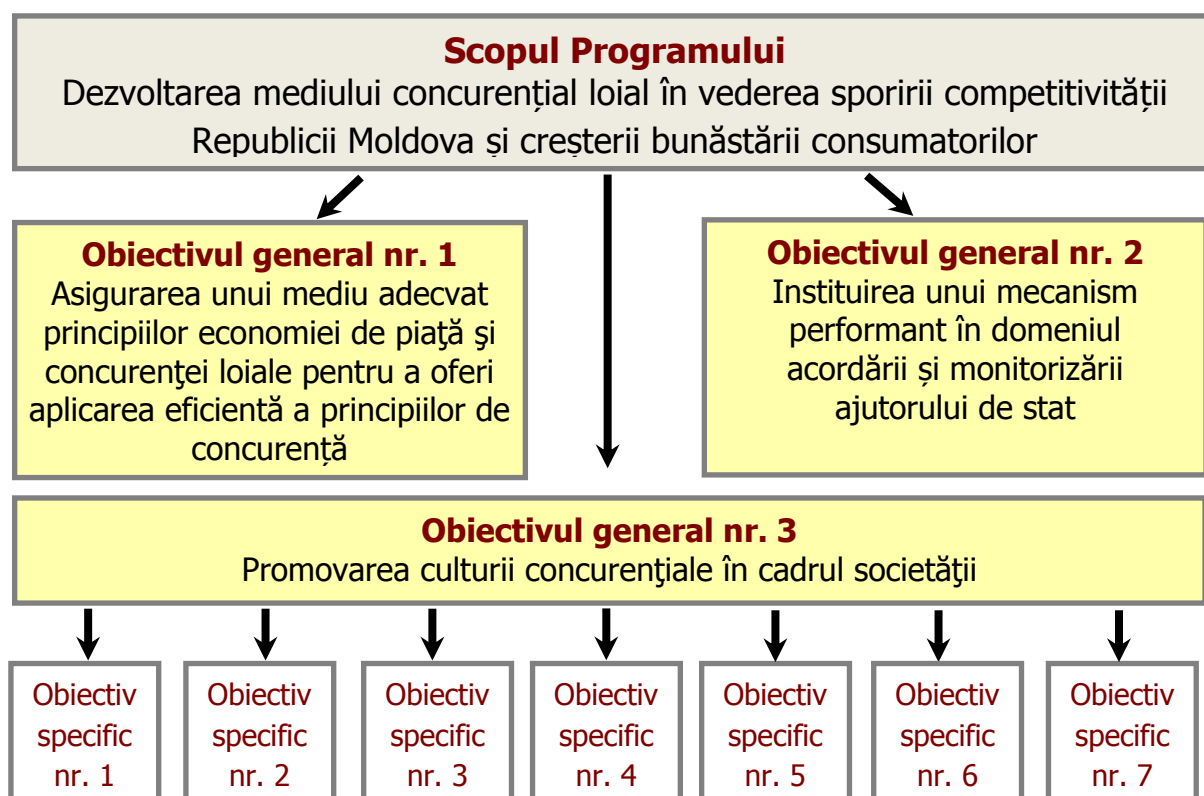 Scopul Programului
Dezvoltarea mediului concurențial loial în vederea sporirii competitivității
Republicii Moldova și creșterii bunăstării consumatorilor
Obiectivul general nr. 1
Asigurarea unui mediu adecvat
principiilor economiei de piaţă şi
concurenţei loiale pentru a oferi
aplicarea eficientă a principiilor de
concurență
Obiectivul general nr. 2
Instituirea unui mecanism
performant în domeniul
acordării și monitorizării
ajutorului de stat
Obiectivul general nr. 3
Promovarea culturii concurenţiale în cadrul societăţii
Obiectiv
specific
nr. 1
Obiectiv
specific
nr. 2
Obiectiv
specific
nr. 3
Obiectiv
specific
nr. 4
Obiectiv
specific
nr. 5
Obiectiv
specific
nr. 6
Obiectiv
specific
nr. 7